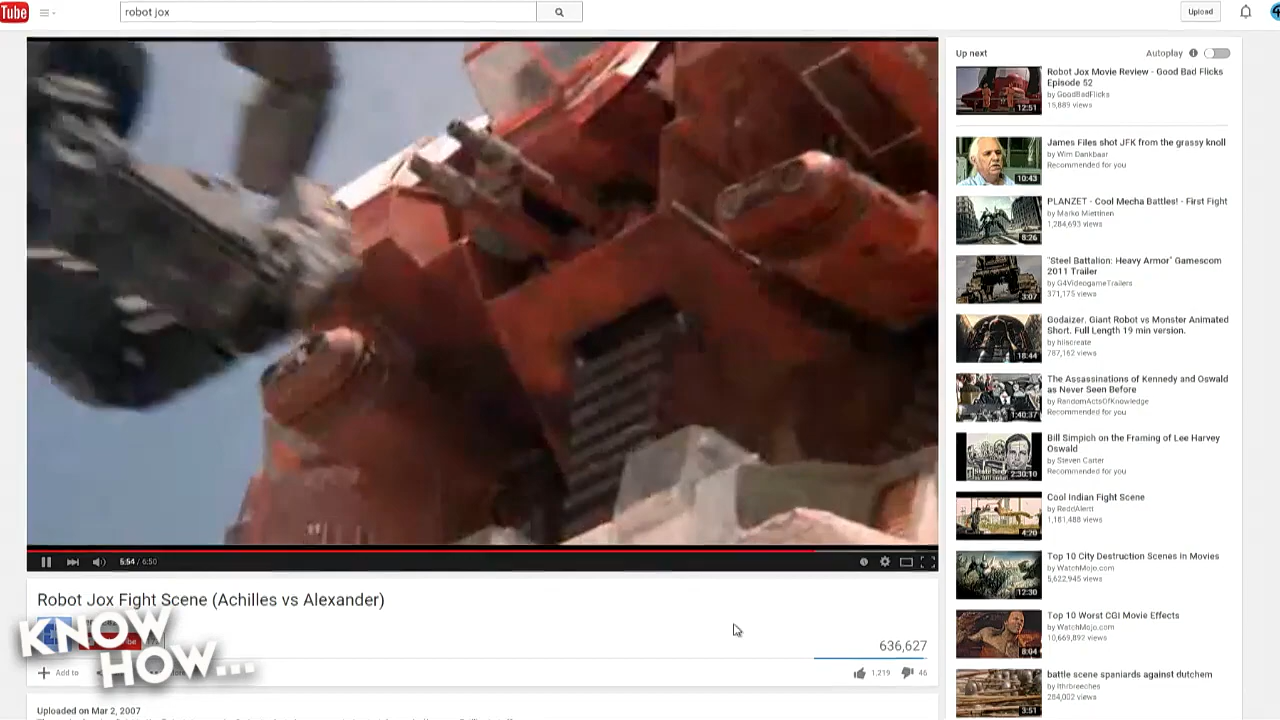 Tube
robot jox
Upload
Up next
Autoplay
Robot Jox Movie Review - Good Bad Flicks
Episode 52
by GoodBadFlicks
15,889 views
12:51
James Files shot JFK from the grassy knoll
by Wim Dankbaar
Recommended for you
10:43
PLANZET - Cool Mecha Battles! - First Fight
by Marko Miettinen
1,284,693 views
8:26
"Steel Battalion: Heavy Armor" Gamescom
2011 Trailer
by G4VideogameTrailers
371,175 views
3:07
Godaizer. Giant Robot vs Monster Animated
Short. Full Length 19 min version.
by hiliscreate
787,162 views
18:44
The Assassinations of Kennedy and Oswald
as Never Seen Before
by RandomActsOfKnowledge
Recommended for you
1:40:37
Bill Simpich on the Framing of Lee Harvey
Oswald
by Steven Carter
Recommended for you
2:30:10
Cool Indian Fight Scene
by ReddAlertt
1,181,488 views
4:20
Top 10 City Destruction Scenes in Movies
by WatchMojo.com
5,622,945 views
12:30
Top 10 Worst CGI Movie Effects
by WatchMojo.com
10,669,892 views
8:04
battle scene spaniards against dutchem
by lthibreeches
284,002 views
3:51
5:54 / 6:50
Robot Jox Fight Scene (Achilles vs Alexander)
KNOW
HOW...
636,627
Add to
1,219
46
Uploaded on Mar 2, 2007